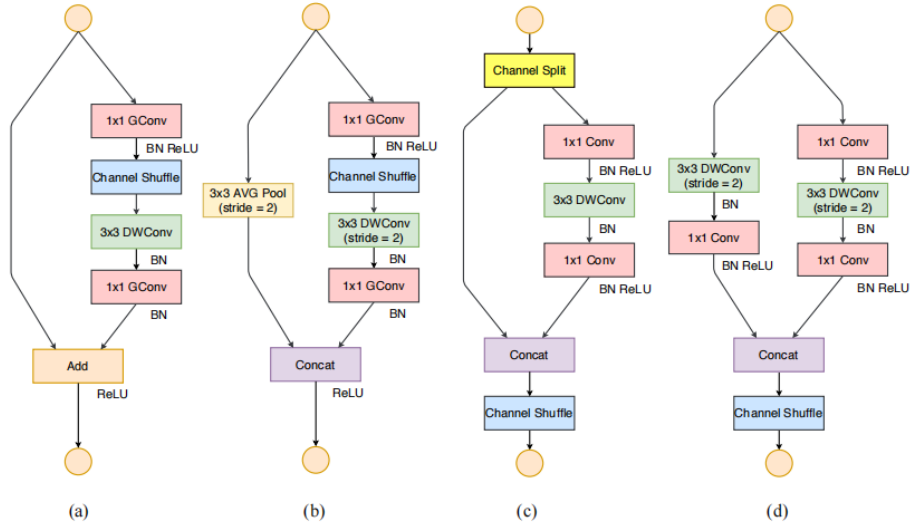 1x1 GConv
BN ReLU
Channel Shuffle
3x3 DWConv
BN
1x1 GConv
BN
Add
ReLU
(a)
3x3 AVG Pool
(stride = 2)
1x1 GConv
BN ReLU
Channel Shuffle
3x3 DWConv
(stride = 2)
BN
1x1 GConv
BN
Concat
ReLU
(b)
Channel Split
1x1 Conv
BN ReLU
3x3 DWConv
BN
1x1 Conv
BN ReLU
Concat
Channel Shuffle
(c)
3x3 DWConv
(stride = 2)
BN
1x1 Conv
BN ReLU
1x1 Conv
BN ReLU
3x3 DWConv
(stride = 2)
BN
1x1 Conv
BN ReLU
Concat
Channel Shuffle
(d)